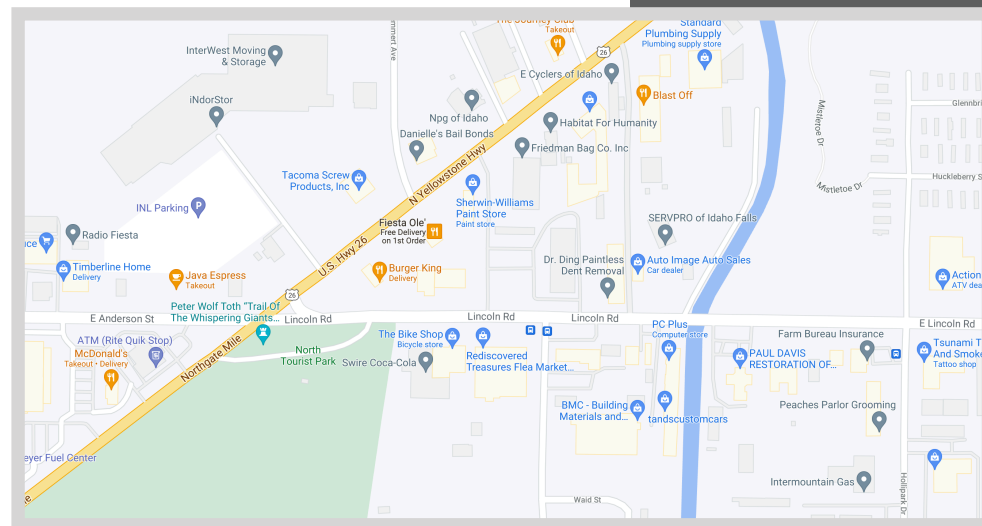 The Journey Club
Takeout
Standard
Plumbing Supply
Plumbing supply store
InterWest Moving
& Storage
mmert Ave
26
E Cyclers of Idaho
iNdorStor
Blast Off
Npg of Idaho
Habitat For Humanity
Mistletoe Dr
Glennbri
Danielle's Bail Bonds
Friedman Bag Co. Inc
N Yellowstone Hwy
Tacoma Screw
Products, Inc
Huckleberry S
Mistletoe Dr
INL Parking
P
Sherwin-Williams
Paint Store
Paint store
Fiesta Ole'
Free Delivery
on 1st Order
SERVPRO of Idaho Falls
Radio Fiesta
nce
U.S. Hwy 26
Timberline Home
Delivery
Java Espress
Takeout
Burger King
Delivery
Dr. Ding Paintless
Dent Removal
Auto Image Auto Sales
Car dealer
Action
ATV dea
26
Peter Wolf Toth "Trail Of
The Whispering Giants...
E Anderson St
Lincoln Rd
Lincoln Rd
Lincoln Rd
E Lincoln Rd
PC Plus
Computer store
ATM (Rite Quik Stop)
McDonald's
Takeout • Delivery
Northgate Mile
North
Tourist Park
The Bike Shop
Bicycle store
Swire Coca-Cola
Rediscovered
Treasures Flea Market...
Farm Bureau Insurance
PAUL DAVIS
RESTORATION OF...
Tsunami T
And Smoke
Tattoo shop
BMC - Building
Materials and...
tandscustomcars
Peaches Parlor Grooming
eyer Fuel Center
Intermountain Gas
Hollipark Dr
Waid St